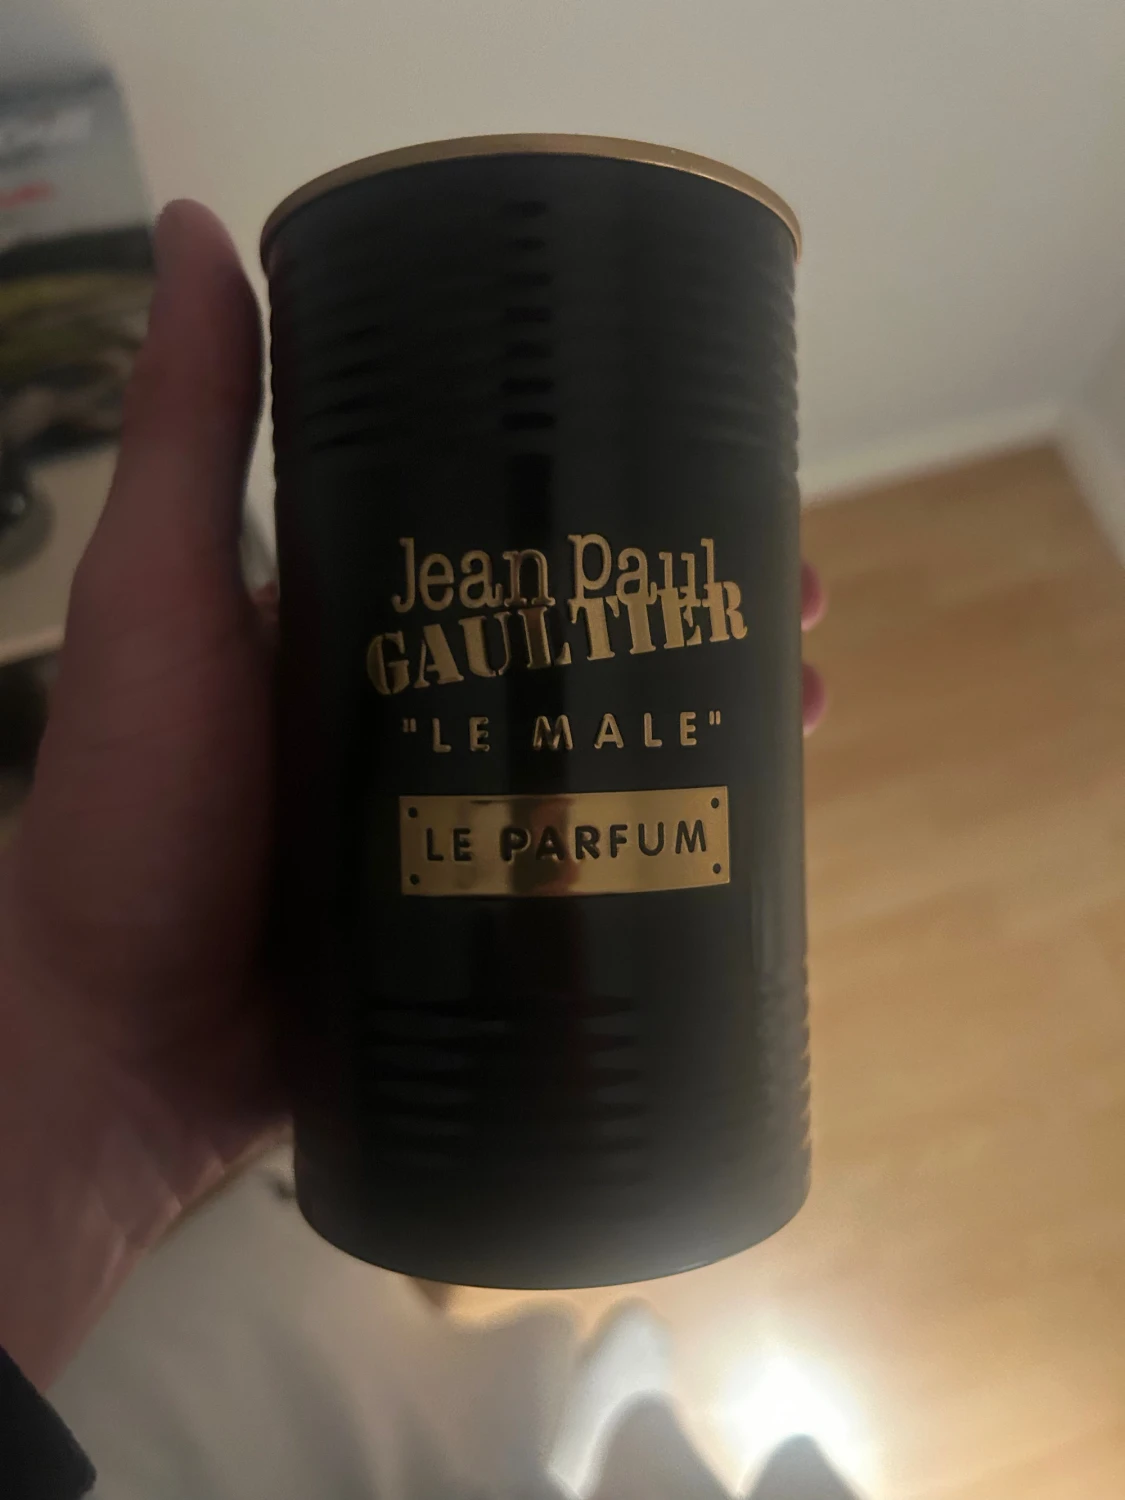 Jean Paul
GAULTIER
"LE MALE"
LE PARFUM